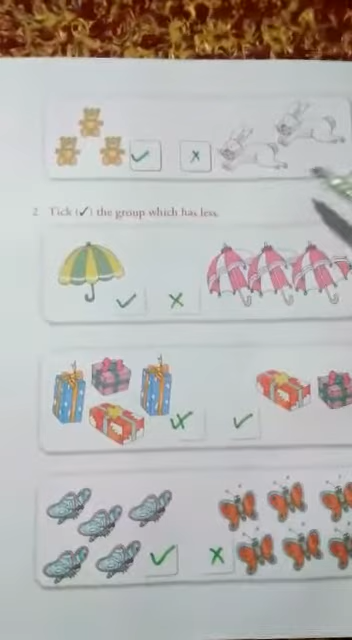 ✓ x
2 Tick (✓) the group which has less.
✓ x
x ✓
✓ x